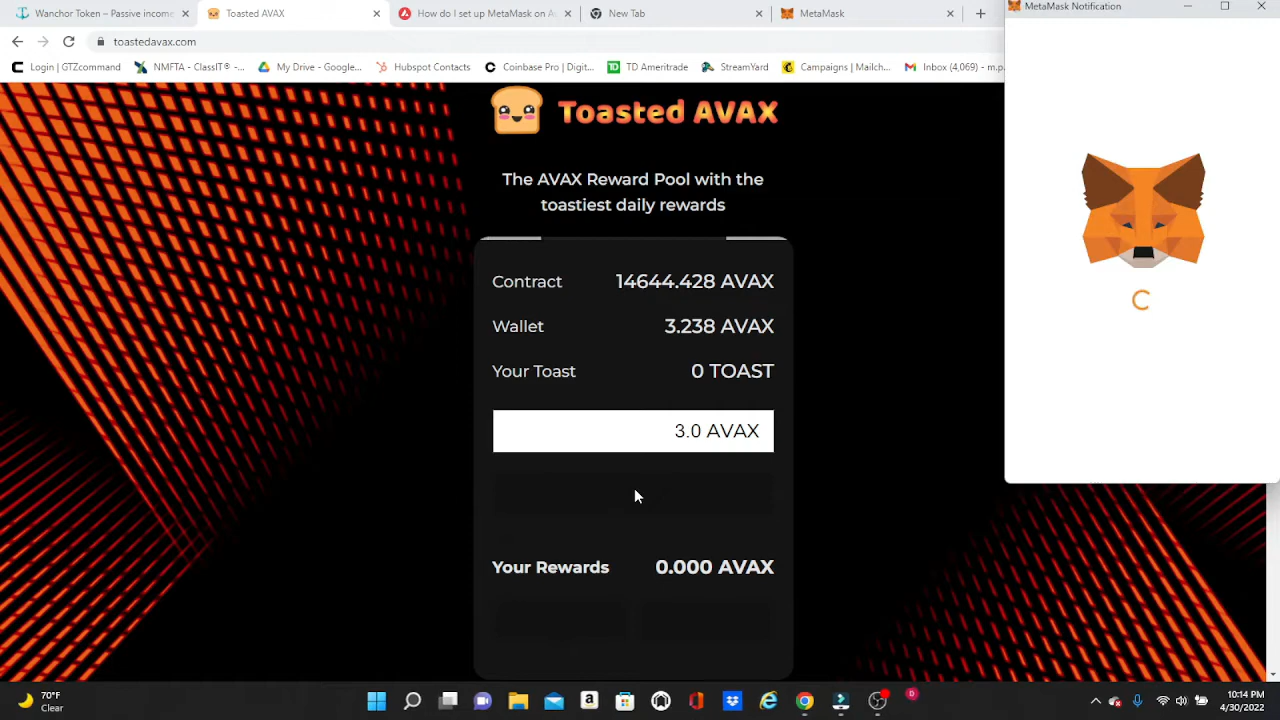 Wanchor Token – Passive income
Toasted AVAX
How do I set up MetaMask on A
New Tab
MetaMask
MetaMask Notification
toastedavax.com
Login | GTZcommand
NMFTA – ClassIT® -...
My Drive - Google...
Hubspot Contacts
Coinbase Pro | Digit...
TD Ameritrade
StreamYard
Campaigns | Mailch...
Inbox (4,069) - m.p
Toasted AVAX
The AVAX Reward Pool with the
toastiest daily rewards
Contract 14644.428 AVAX
Wallet 3.238 AVAX
Your Toast 0 TOAST
3.0 AVAX
Your Rewards 0.000 AVAX
70°F
Clear
10:14 PM
4/30/2022